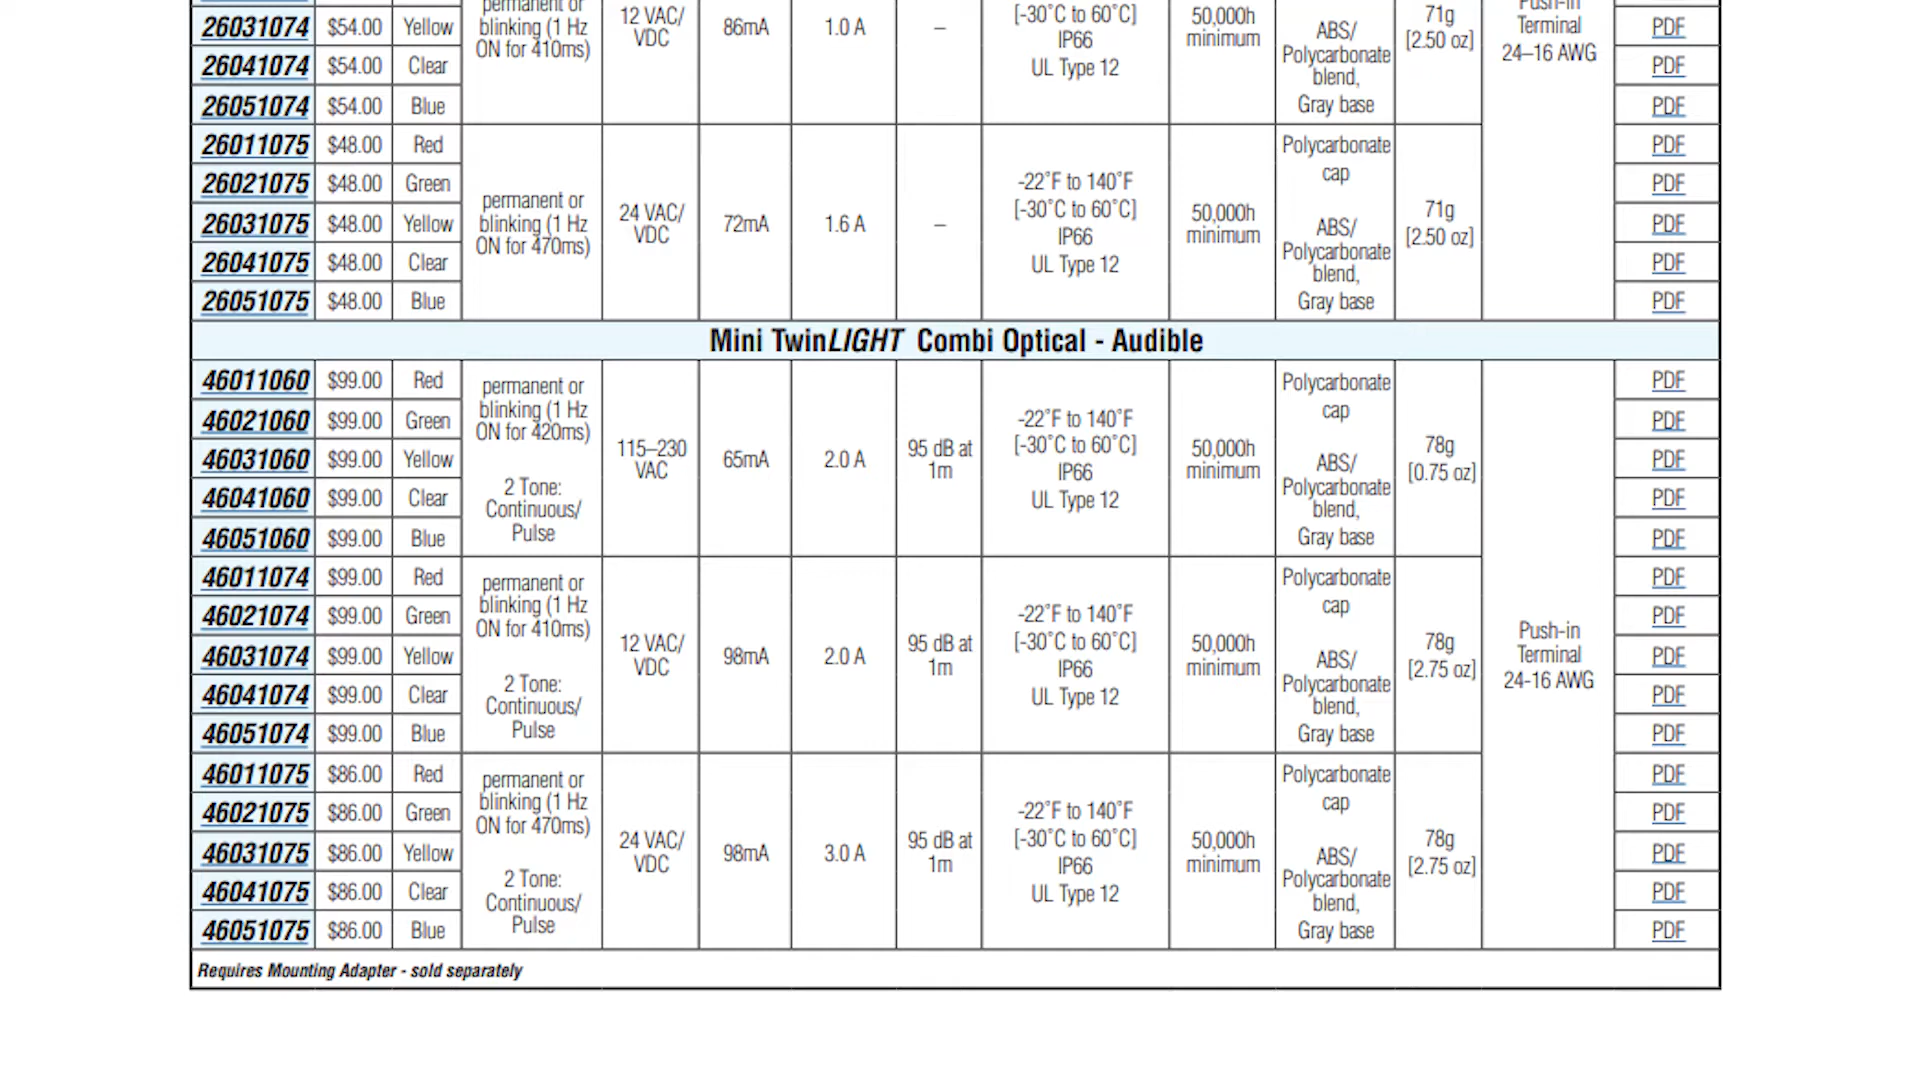 permanent or
blinking (1 Hz
ON for 410ms)
12 VAC/
VDC
86mA
1.0 A
–
[-30˚C to 60˚C]
IP66
UL Type 12
50,000h
minimum
ABS/
Polycarbonate
blend,
Gray base
71g
[2.50 oz]
Push-in
Terminal
24–16 AWG
26031074 $54.00 Yellow PDF
26041074 $54.00 Clear PDF
26051074 $54.00 Blue PDF
26011075 $48.00 Red PDF
26021075 $48.00 Green PDF
26031075 $48.00 Yellow PDF
26041075 $48.00 Clear PDF
26051075 $48.00 Blue PDF
permanent or
blinking (1 Hz
ON for 470ms)
24 VAC/
VDC
72mA
1.6 A
–
-22˚F to 140˚F
[-30˚C to 60˚C]
IP66
UL Type 12
50,000h
minimum
Polycarbonate
cap
ABS/
Polycarbonate
blend,
Gray base
71g
[2.50 oz]
Mini TwinLIGHT Combi Optical - Audible
46011060 $99.00 Red PDF
46021060 $99.00 Green PDF
46031060 $99.00 Yellow PDF
46041060 $99.00 Clear PDF
46051060 $99.00 Blue PDF
permanent or
blinking (1 Hz
ON for 420ms)
2 Tone:
Continuous/
Pulse
115–230
VAC
65mA
2.0 A
95 dB at
1m
-22˚F to 140˚F
[-30˚C to 60˚C]
IP66
UL Type 12
50,000h
minimum
Polycarbonate
cap
ABS/
Polycarbonate
blend,
Gray base
78g
[0.75 oz]
46011074 $99.00 Red PDF
46021074 $99.00 Green PDF
46031074 $99.00 Yellow PDF
46041074 $99.00 Clear PDF
46051074 $99.00 Blue PDF
permanent or
blinking (1 Hz
ON for 410ms)
2 Tone:
Continuous/
Pulse
12 VAC/
VDC
98mA
2.0 A
95 dB at
1m
-22˚F to 140˚F
[-30˚C to 60˚C]
IP66
UL Type 12
50,000h
minimum
Polycarbonate
cap
ABS/
Polycarbonate
blend,
Gray base
78g
[2.75 oz]
Push-in
Terminal
24-16 AWG
46011075 $86.00 Red PDF
46021075 $86.00 Green PDF
46031075 $86.00 Yellow PDF
46041075 $86.00 Clear PDF
46051075 $86.00 Blue PDF
permanent or
blinking (1 Hz
ON for 470ms)
2 Tone:
Continuous/
Pulse
24 VAC/
VDC
98mA
3.0 A
95 dB at
1m
-22˚F to 140˚F
[-30˚C to 60˚C]
IP66
UL Type 12
50,000h
minimum
Polycarbonate
cap
ABS/
Polycarbonate
blend,
Gray base
78g
[2.75 oz]
Requires Mounting Adapter - sold separately